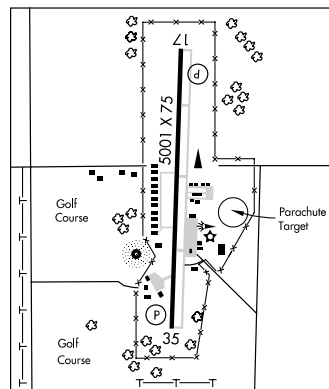 17
P
5001 X 75
Golf
Course
Parachute
Target
P
35
Golf
Course